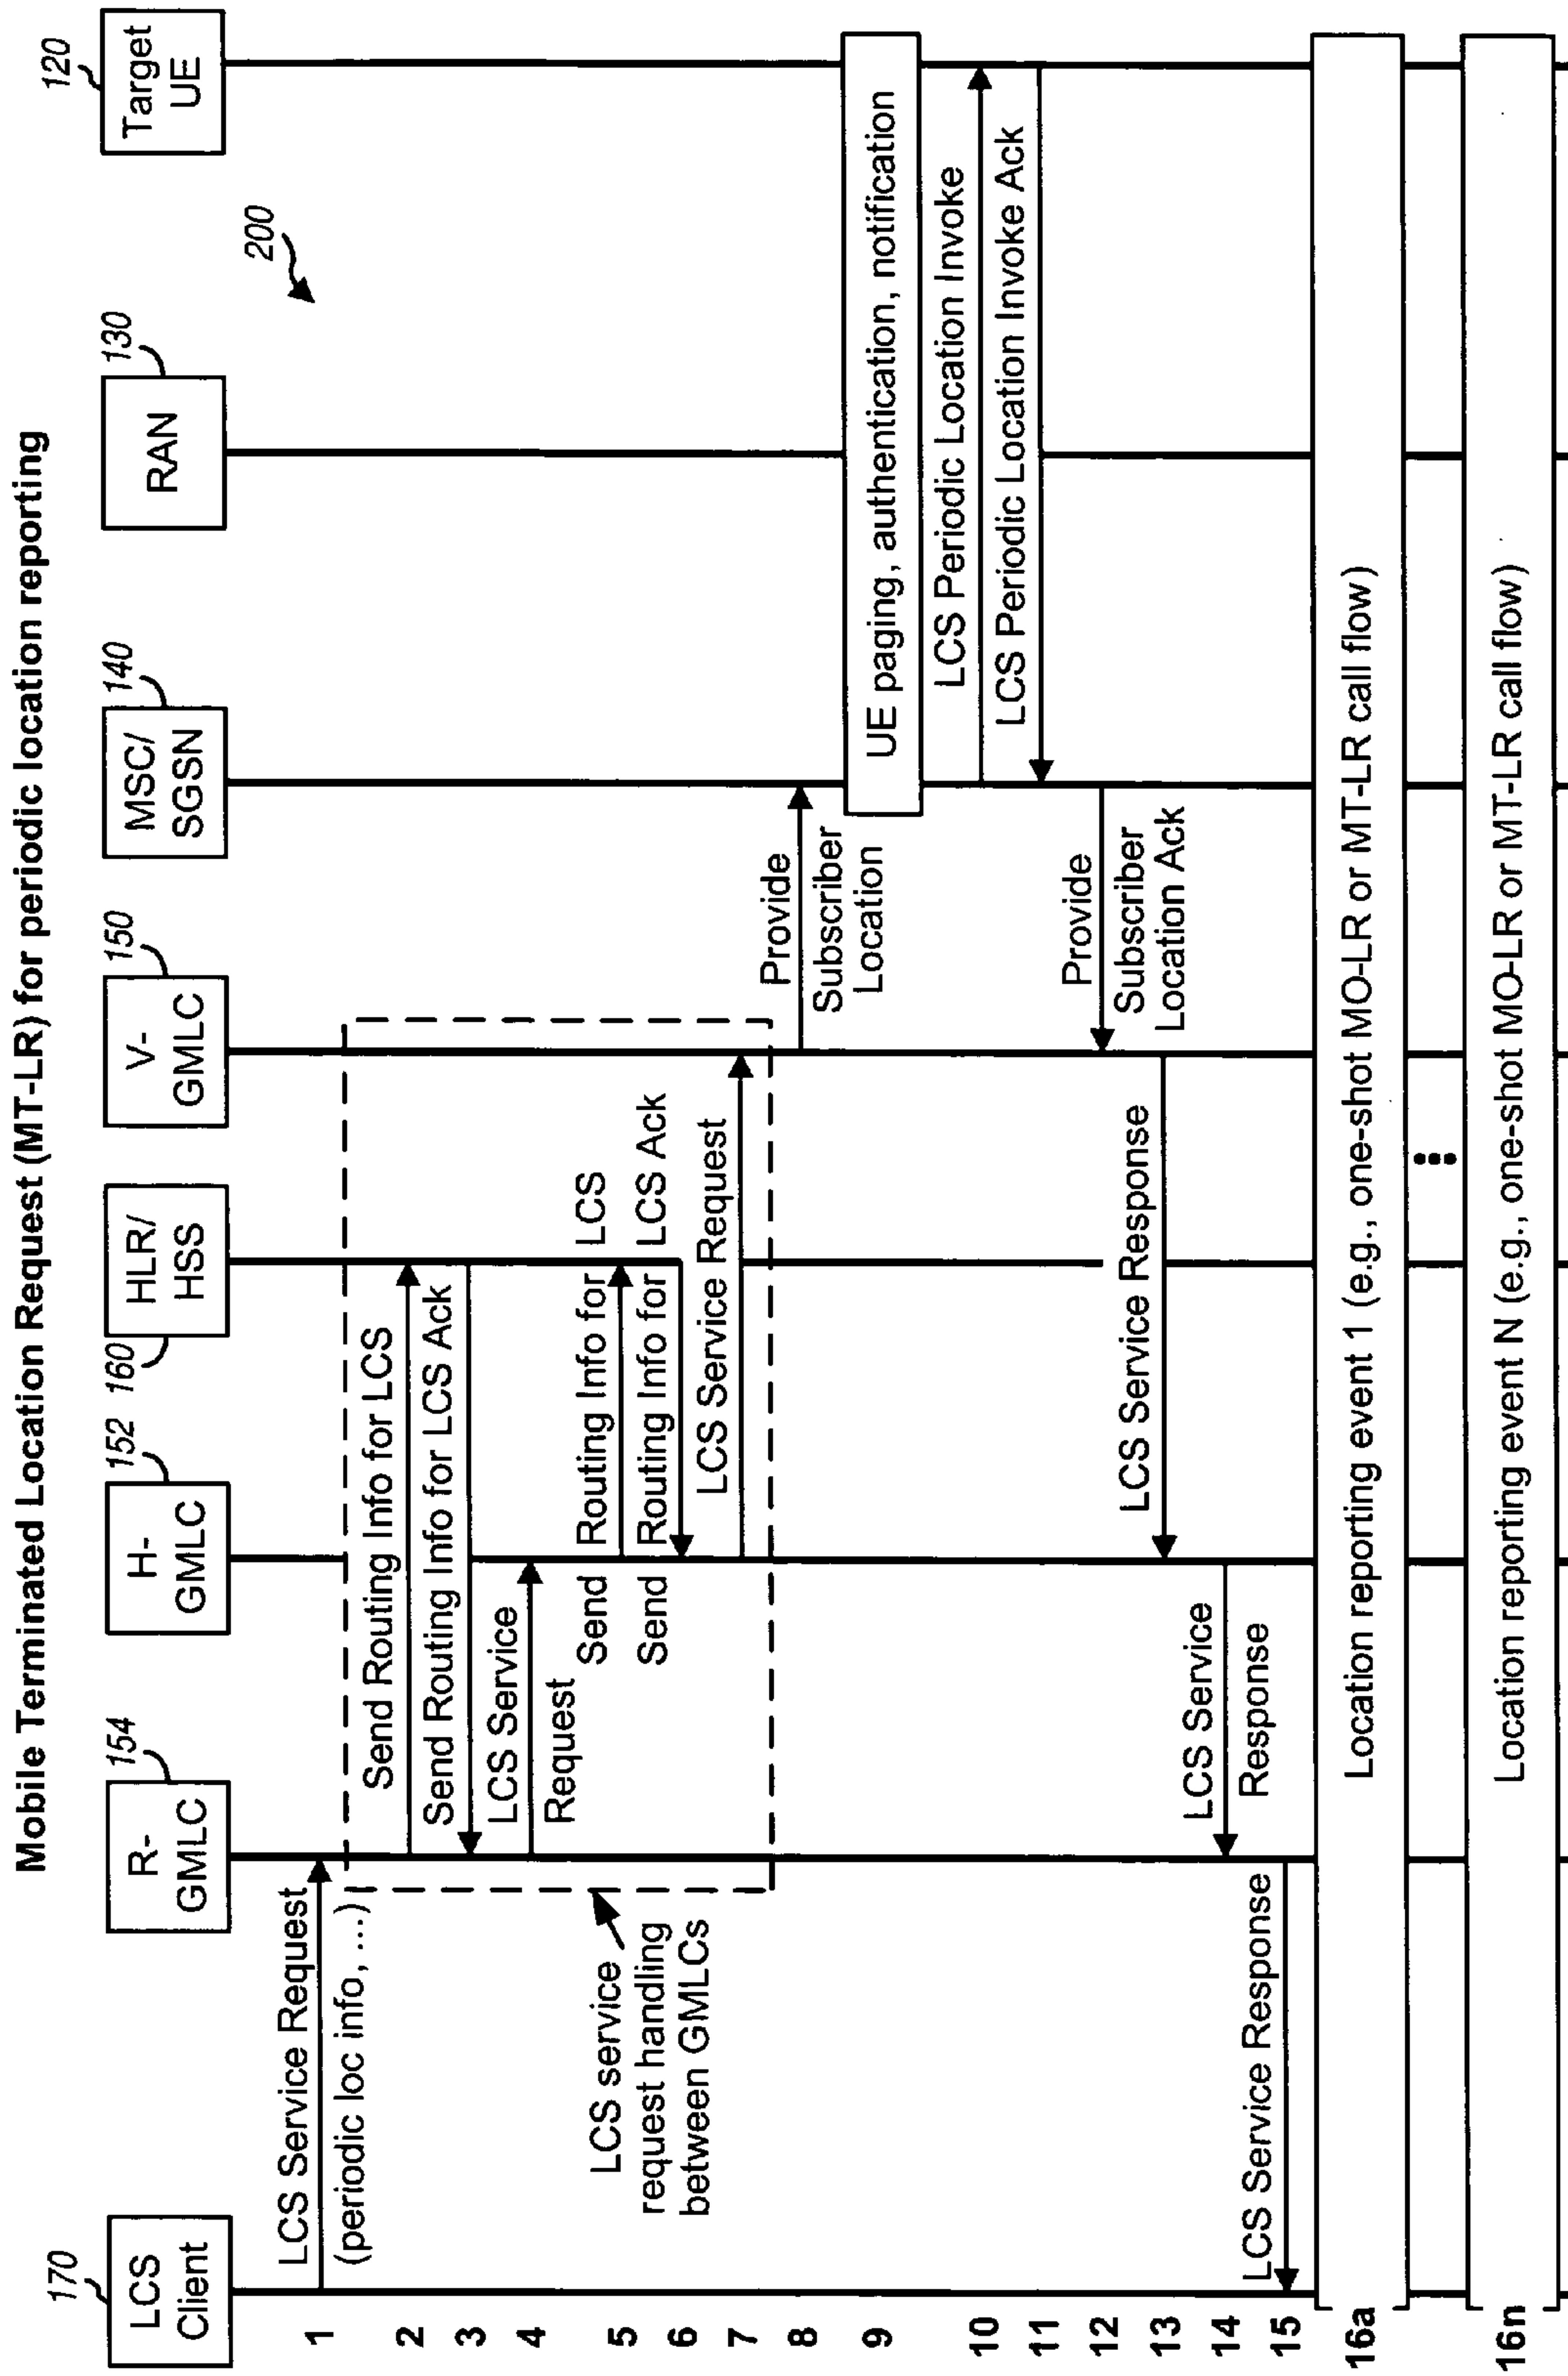 Mobile Terminated Location Request (MT-LR) for periodic location reporting
170
LCS
Client
154
R-
GMLC
152
H-
GMLC
160
HLR/
HSS
150
V-
GMLC
140
MSC/
SGSN
130
RAN
120
Target
UE
200
1
LCS Service Request
(periodic loc info, ...)
2
Send Routing Info for LCS
3
Send Routing Info for LCS Ack
4
LCS Service
Request
5
Send Routing Info for LCS
6
Send Routing Info for LCS Ack
7
LCS Service Request
LCS service
request handling
between GMLCs
8
Provide
Subscriber
Location
9
UE paging, authentication, notification
10
LCS Periodic Location Invoke
11
LCS Periodic Location Invoke Ack
12
Provide
Subscriber
Location Ack
13
LCS Service Response
14
LCS Service
Response
15
LCS Service Response
16a
Location reporting event 1 (e.g., one-shot MO-LR or MT-LR call flow)
16n
Location reporting event N (e.g., one-shot MO-LR or MT-LR call flow)